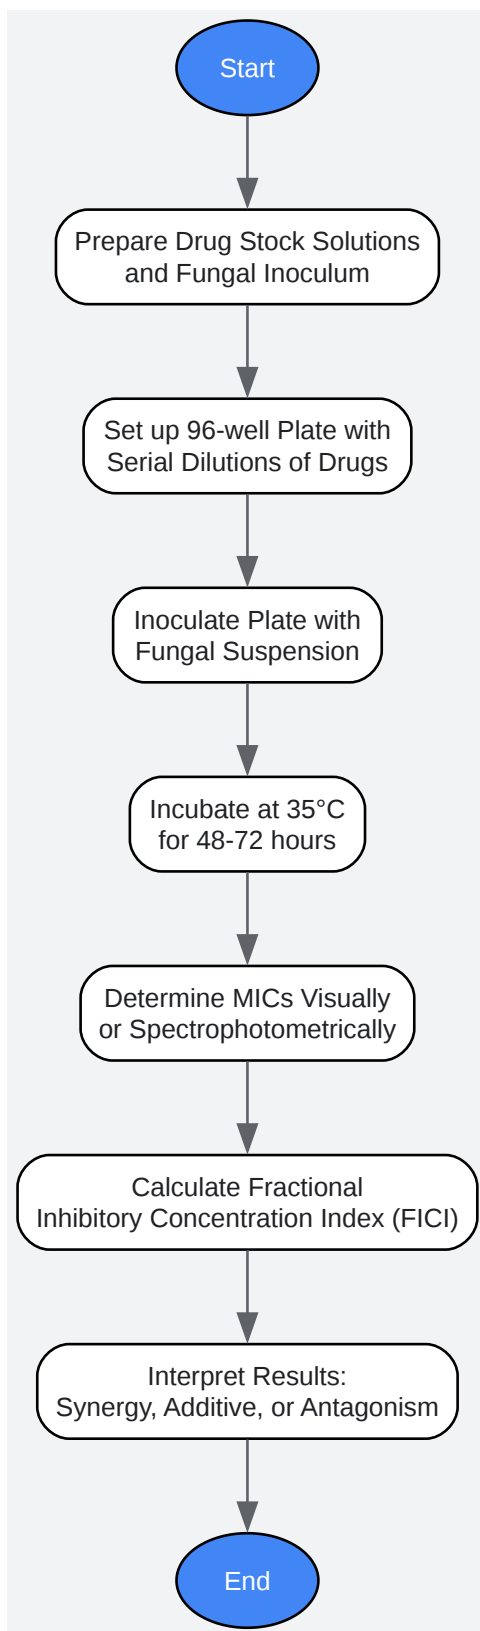 Start
Prepare Drug Stock Solutions
and Fungal Inoculum
Set up 96-well Plate with
Serial Dilutions of Drugs
Inoculate Plate with
Fungal Suspension
Incubate at 35°C
for 48-72 hours
Determine MICs Visually
or Spectrophotometrically
Calculate Fractional
Inhibitory Concentration Index (FICI)
Interpret Results:
Synergy, Additive, or Antagonism
End